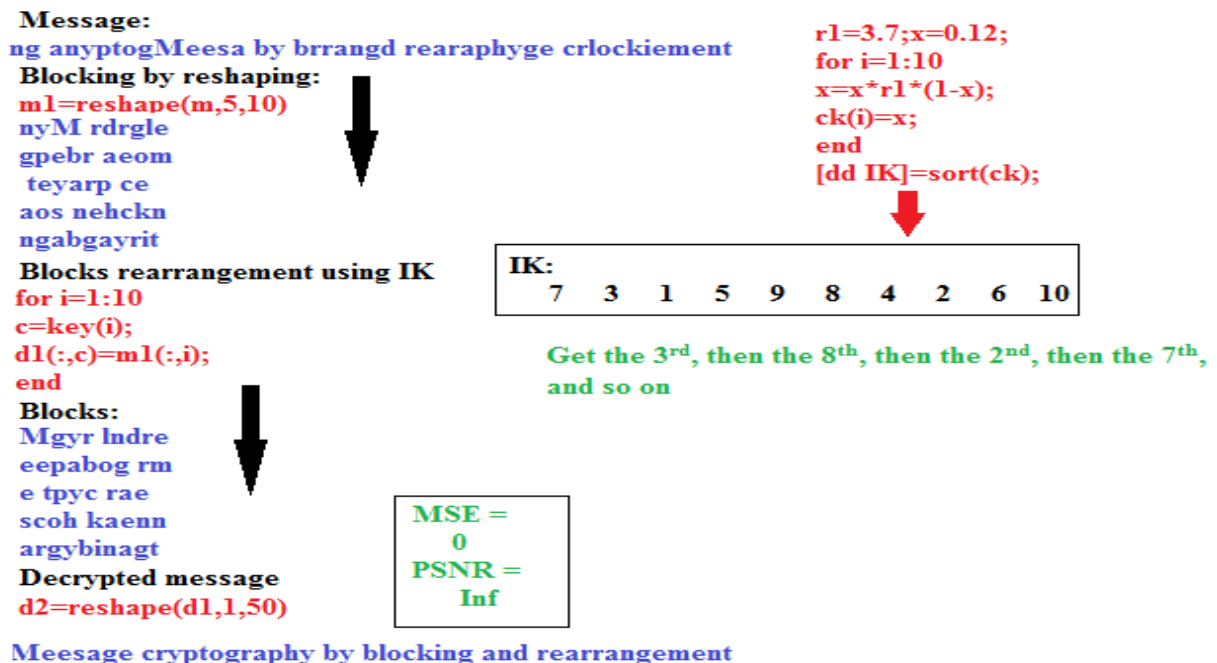 Message:
ng anyptogMeesa by brrangd rearaphyge crlockiement
Blocking by reshaping:
m1=reshape(m,5,10)
nyM rdrgle
gpebr aeom
teyarp ce
aos nehckn
ngabgayrit
Blocks rearrangement using IK
for i=1:10
c=key(i);
d1(:,c)=m1(:,i);
end
Blocks:
Mgyr lndre
eepabog rm
e tpyc rae
scoh kaenn
argybinagt
Decrypted message
d2=reshape(d1,1,50)
Meesage cryptography by blocking and rearrangement
r1=3.7;x=0.12;
for i=1:10
x=x*r1*(1-x);
ck(i)=x;
end
[dd IK]=sort(ck);
IK:
7 3 1 5 9 8 4 2 6 10
Get the 3rd, then the 8th, then the 2nd, then the 7th,
and so on
MSE =
0
PSNR =
Inf